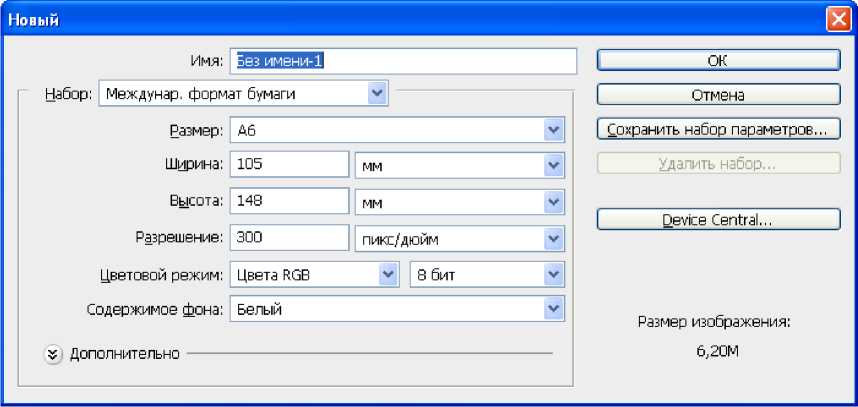 Новый
Имя: Без имени-1
ОК
Набор: Междунар. формат бумаги
Отмена
Размер: A6
Сохранить набор параметров...
Ширина: 105 мм
Удалить набор...
Высота: 148 мм
Device Central...
Разрешение: 300 пикс/дюйм
Цветовой режим: Цвета RGB 8 бит
Содержимое фона: Белый
Размер изображения:
6,20M
Дополнительно